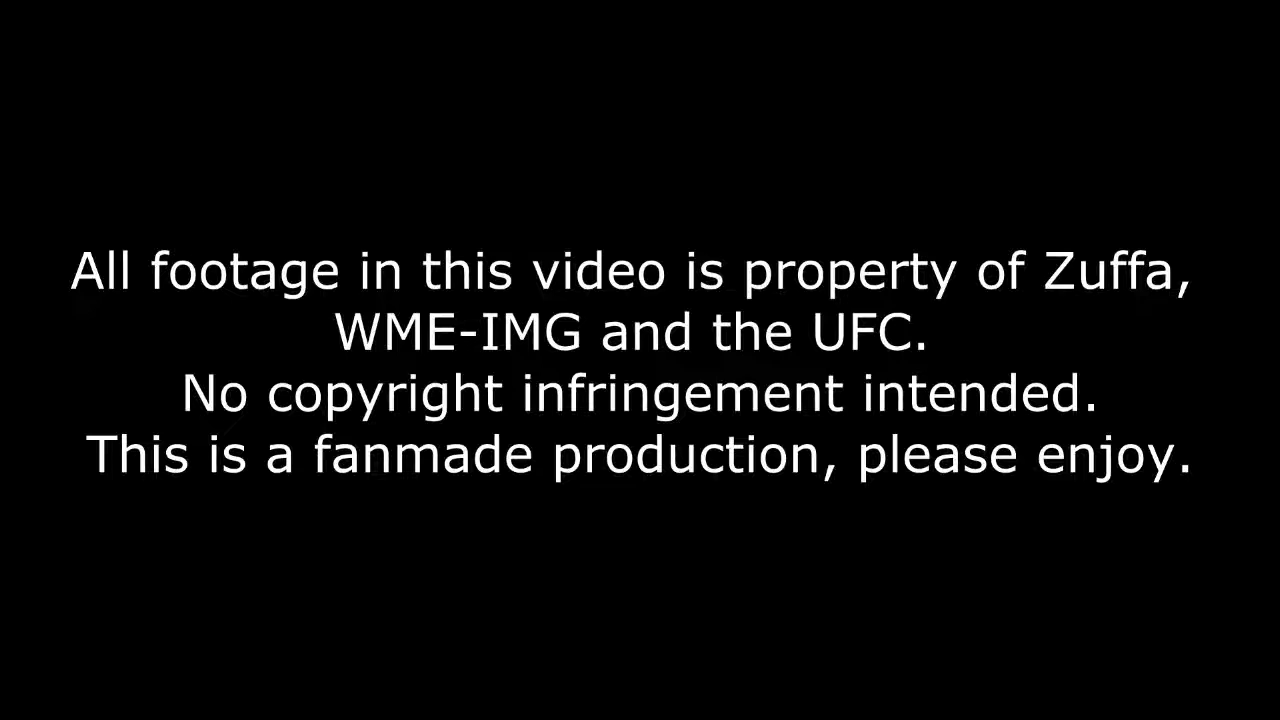 All footage in this video is property of Zuffa,
WME-IMG and the UFC.
No copyright infringement intended.
This is a fanmade production, please enjoy.